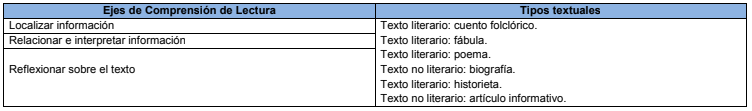 Ejes de Comprensión de Lectura
Tipos textuales
Localizar información
Texto literario: cuento folclórico.
Relacionar e interpretar información
Texto literario: fábula.
Texto literario: poema.
Reflexionar sobre el texto
Texto no literario: biografía.
Texto literario: historieta.
Texto no literario: artículo informativo.